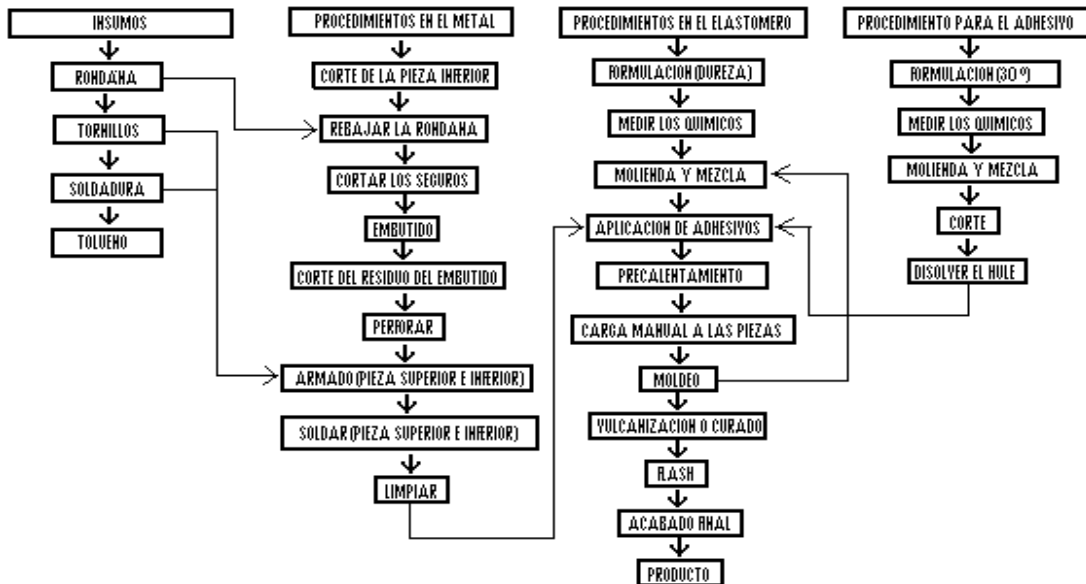 INSUMOS
RONDANA
TORNILLOS
SOLDADURA
TOLUENO
PROCEDIMIENTOS EN EL METAL
CORTE DE LA PIEZA INFERIOR
REBAJAR LA RONDANA
CORTAR LOS SEGUROS
EMBUTIDO
CORTE DEL RESIDUO DEL EMBUTIDO
PERFORAR
ARMADO (PIEZA SUPERIOR E INFERIOR)
SOLDAR (PIEZA SUPERIOR E INFERIOR)
LIMPIAR
PROCEDIMIENTOS EN EL ELASTOMERO
FORMULACION (DUREZA)
MEDIR LOS QUIMICOS
MOLIENDA Y MEZCLA
APLICACION DE ADHESIVOS
PRECALENTAMIENTO
CARGA MANUAL A LAS PIEZAS
MOLDEO
VULCANIZACION O CURADO
FLASH
ACABADO FINAL
PRODUCTO
PROCEDIMIENTO PARA EL ADHESIVO
FORMULACION (30 º)
MEDIR LOS QUIMICOS
MOLIENDA Y MEZCLA
CORTE
DISOLVER EL HULE